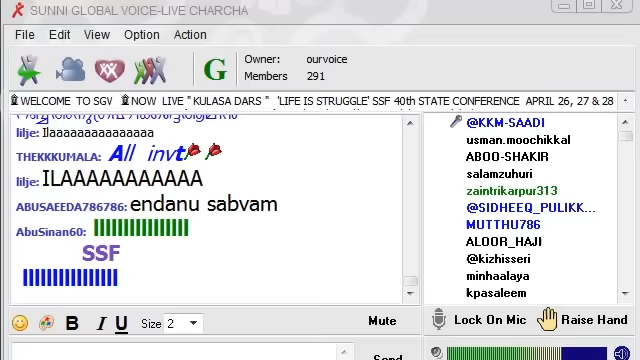 SUNNI GLOBAL VOICE-LIVE CHARCHA
File Edit View Option Action
Owner: ourvoice
G
Members 291
WELCOME TO SGV NOW LIVE " KULASA DARS " 'LIFE IS STRUGGLE' SSF 40th STATE CONFERENCE APRIL 26, 27 & 28
lilje: Ilaaaaaaaaaaaaaaaa
THEKKKUMALA: All invt
lilje: ILAAAAAAAAAAA
ABUSAEEDA786786: endanu sabvam
AbuSinan60: llllllllllllllllll
SSF
llllllllllllllllll
@KKM-SAADI
usman.moochikkal
ABOO-SHAKIR
salamzuhuri
zaintrikarpur313
@SIDHEEQ_PULIKK...
MUTTHU786
ALOOR_HAJI
@kizhisseri
minhaalaya
kpasaleem
B I U Size 2 Mute
Lock On Mic Raise Hand
Send